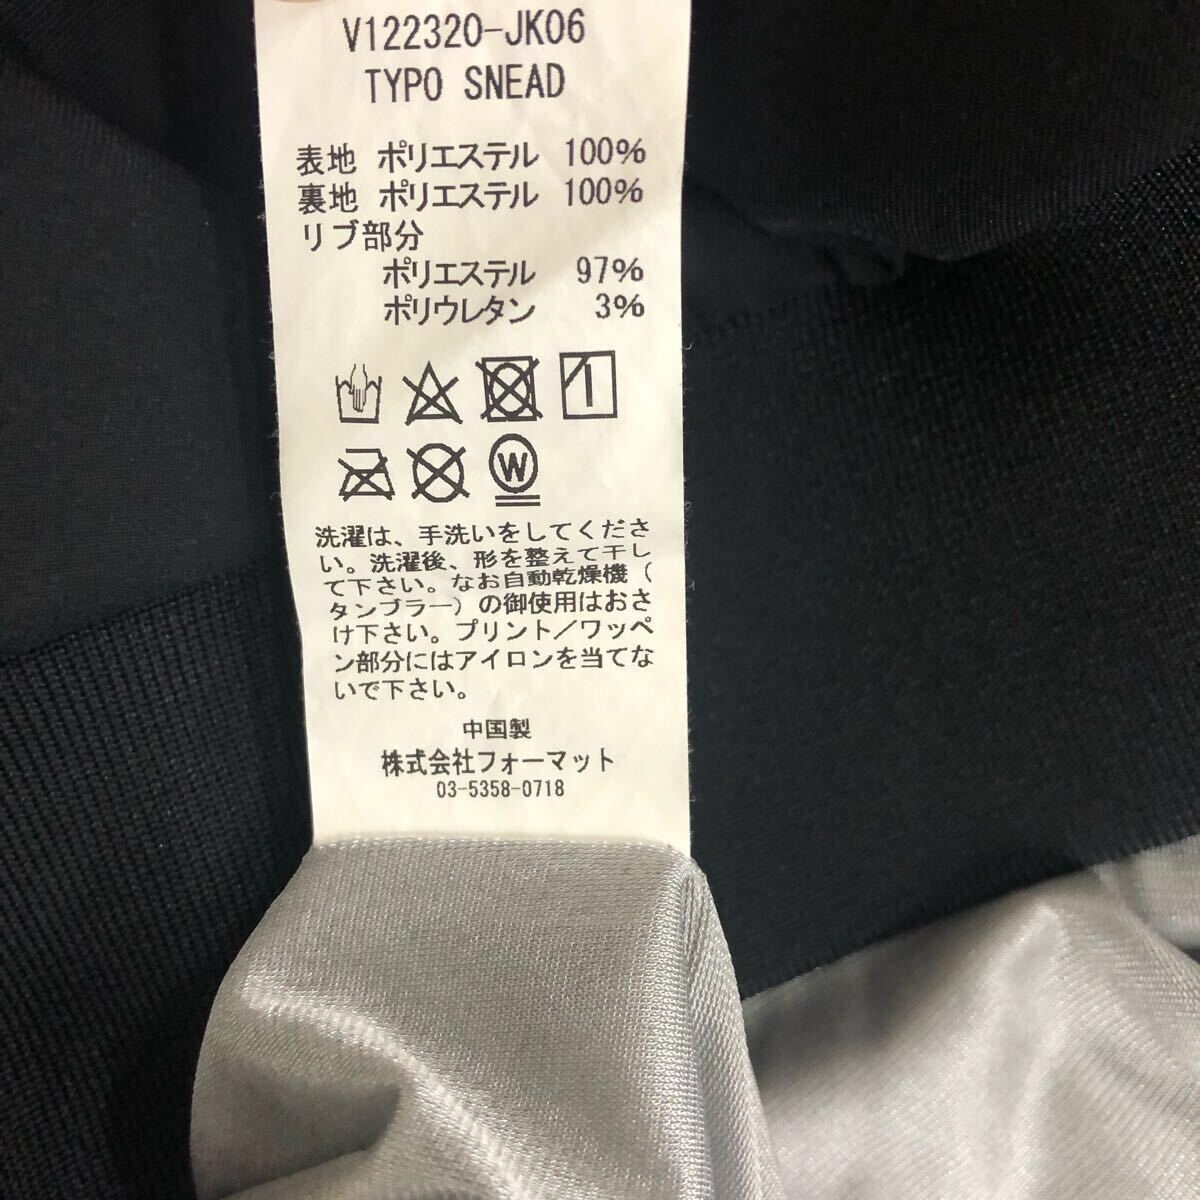 V122320-JK06
TYPO SNEAD
表地 ポリエステル 100%
裏地 ポリエステル 100%
リブ部分
ポリエステル 97%
ポリウレタン 3%
W
洗濯は、手洗いをしてくださ
い。洗濯後、形を整えて干し
て下さい。なお自動乾燥機（
タンブラー）の御使用はおさ
け下さい。プリント／ワッペ
ン部分にはアイロンを当てな
いで下さい。
中国製
株式会社フォーマット
03-5358-0718